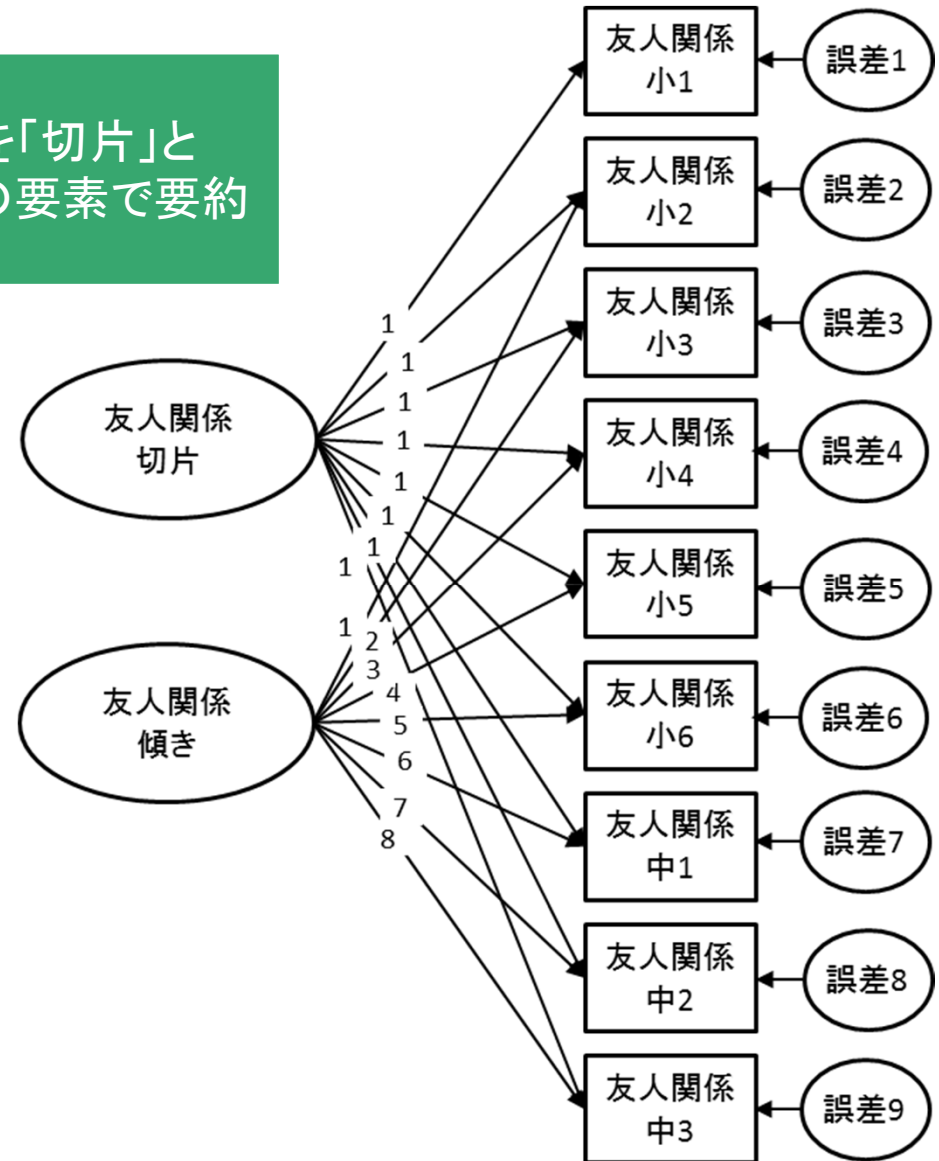 を「切片」と
の要素で要約
友人関係
切片
友人関係
傾き
1
1
1
1
1
1
1
1
1
2
3
4
5
6
7
8
友人関係
小1
誤差1
友人関係
小2
誤差2
友人関係
小3
誤差3
友人関係
小4
誤差4
友人関係
小5
誤差5
友人関係
小6
誤差6
友人関係
中1
誤差7
友人関係
中2
誤差8
友人関係
中3
誤差9